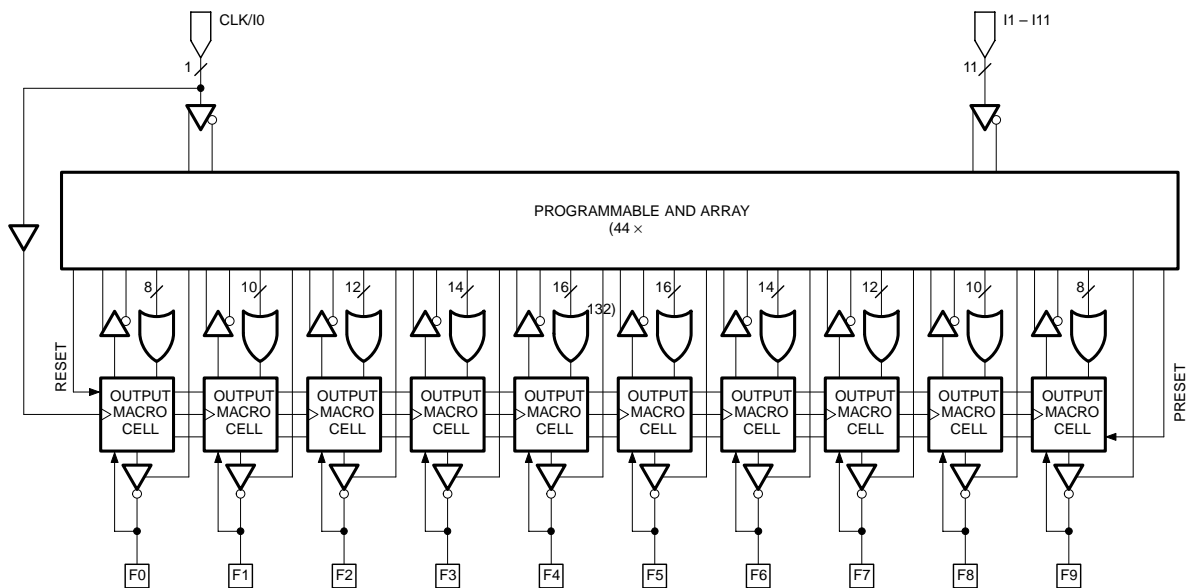 CLK/I0
I1 – I11
1
11
PROGRAMMABLE AND ARRAY
(44 ×
8 10 12 14 16 16 14 12 10 8
132)
RESET
PRESET
OUTPUT MACRO CELL
OUTPUT MACRO CELL
OUTPUT MACRO CELL
OUTPUT MACRO CELL
OUTPUT MACRO CELL
OUTPUT MACRO CELL
OUTPUT MACRO CELL
OUTPUT MACRO CELL
OUTPUT MACRO CELL
OUTPUT MACRO CELL
F0 F1 F2 F3 F4 F5 F6 F7 F8 F9